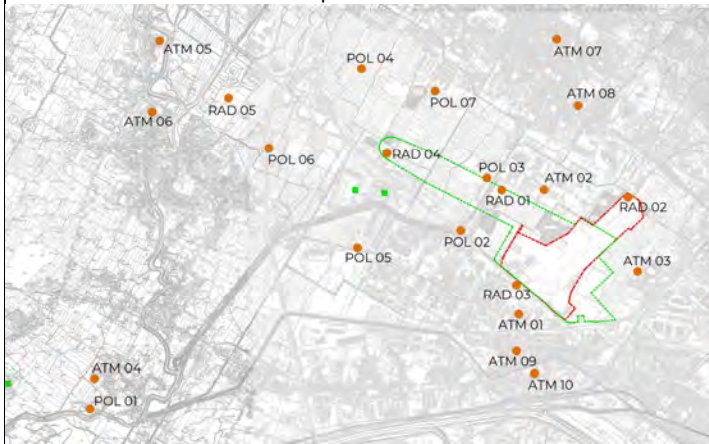 ATM 05
POL 04
ATM 07
POL 07
ATM 08
RAD 05
ATM 06
POL 06
RAD 04
POL 03
ATM 02
RAD 01
RAD 02
POL 02
POL 05
ATM 03
RAD 03
ATM 01
ATM 09
ATM 04
ATM 10
POL 01